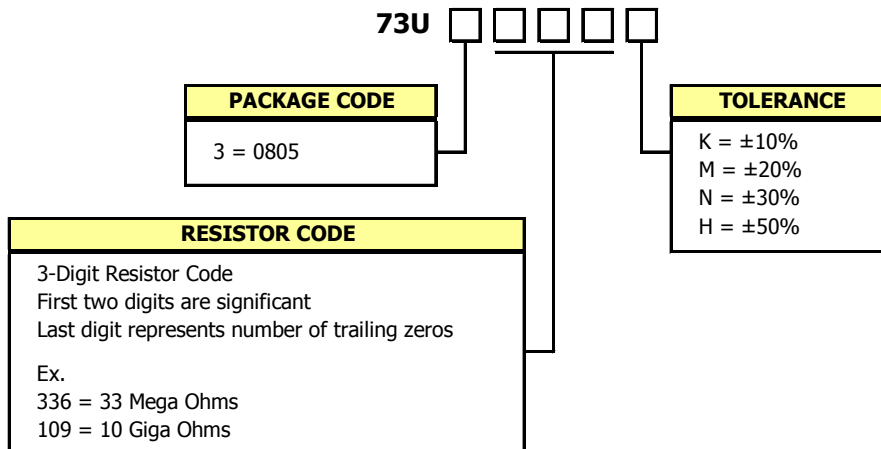 73U
PACKAGE CODE
3 = 0805
TOLERANCE
K = ±10%
M = ±20%
N = ±30%
H = ±50%
RESISTOR CODE
3-Digit Resistor Code
First two digits are significant
Last digit represents number of trailing zeros
Ex.
336 = 33 Mega Ohms
109 = 10 Giga Ohms